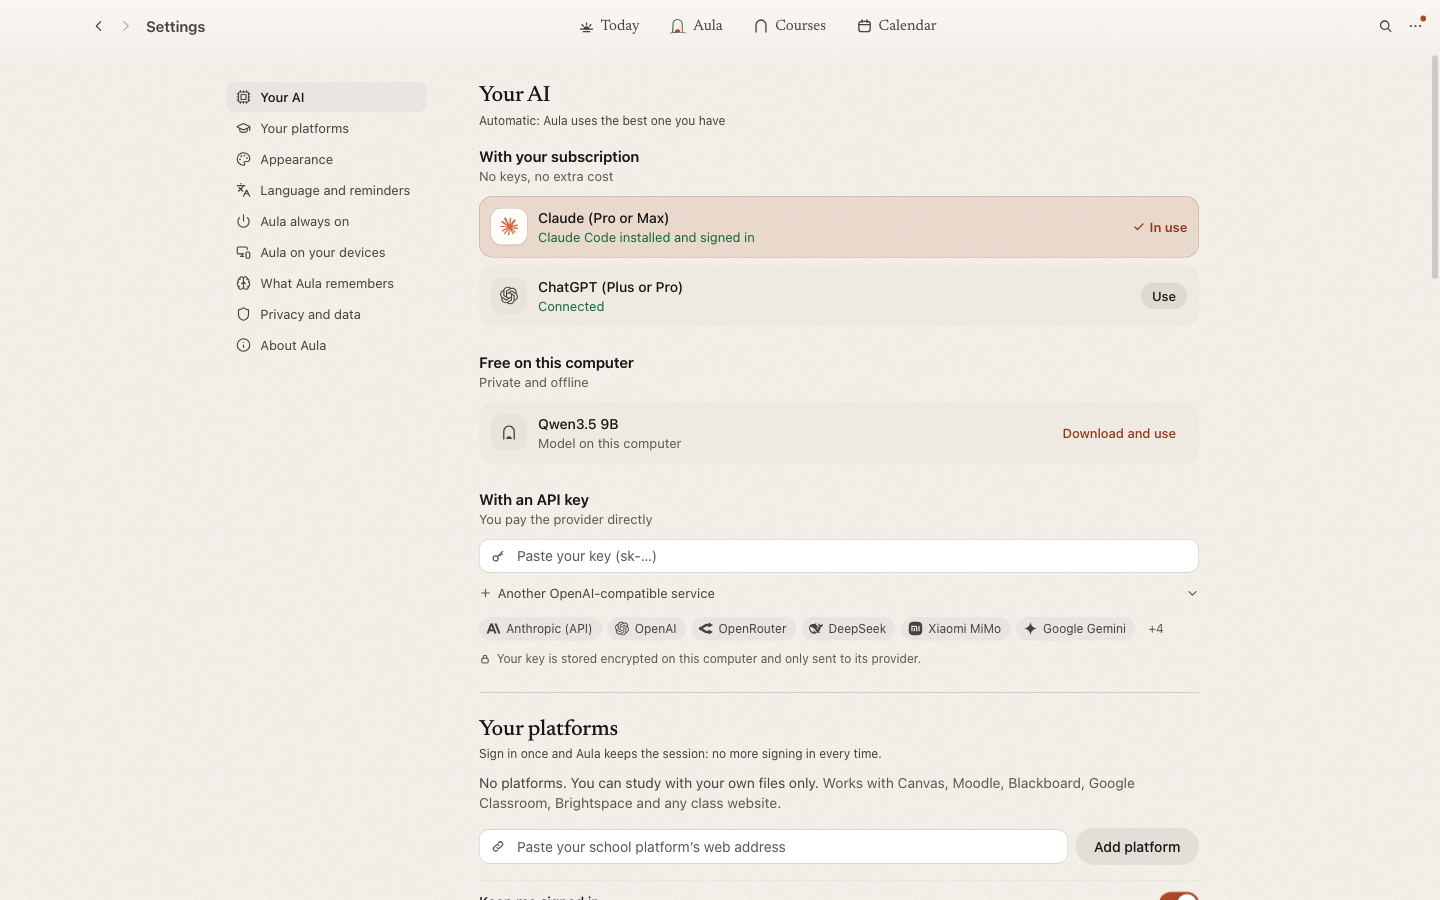 Settings
Today
Aula
Courses
Calendar
Your AI
Your platforms
Appearance
Language and reminders
Aula always on
Aula on your devices
What Aula remembers
Privacy and data
About Aula
Your AI
Automatic: Aula uses the best one you have
With your subscription
No keys, no extra cost
Claude (Pro or Max)
Claude Code installed and signed in
In use
ChatGPT (Plus or Pro)
Connected
Use
Free on this computer
Private and offline
Qwen3.5 9B
Model on this computer
Download and use
With an API key
You pay the provider directly
Paste your key (sk-...)
Another OpenAI-compatible service
Anthropic (API)
OpenAI
OpenRouter
DeepSeek
Xiaomi MiMo
Google Gemini
+4
Your key is stored encrypted on this computer and only sent to its provider.
Your platforms
Sign in once and Aula keeps the session: no more signing in every time.
No platforms. You can study with your own files only. Works with Canvas, Moodle, Blackboard, Google
Classroom, Brightspace and any class website.
Paste your school platform's web address
Add platform
Keep me signed in